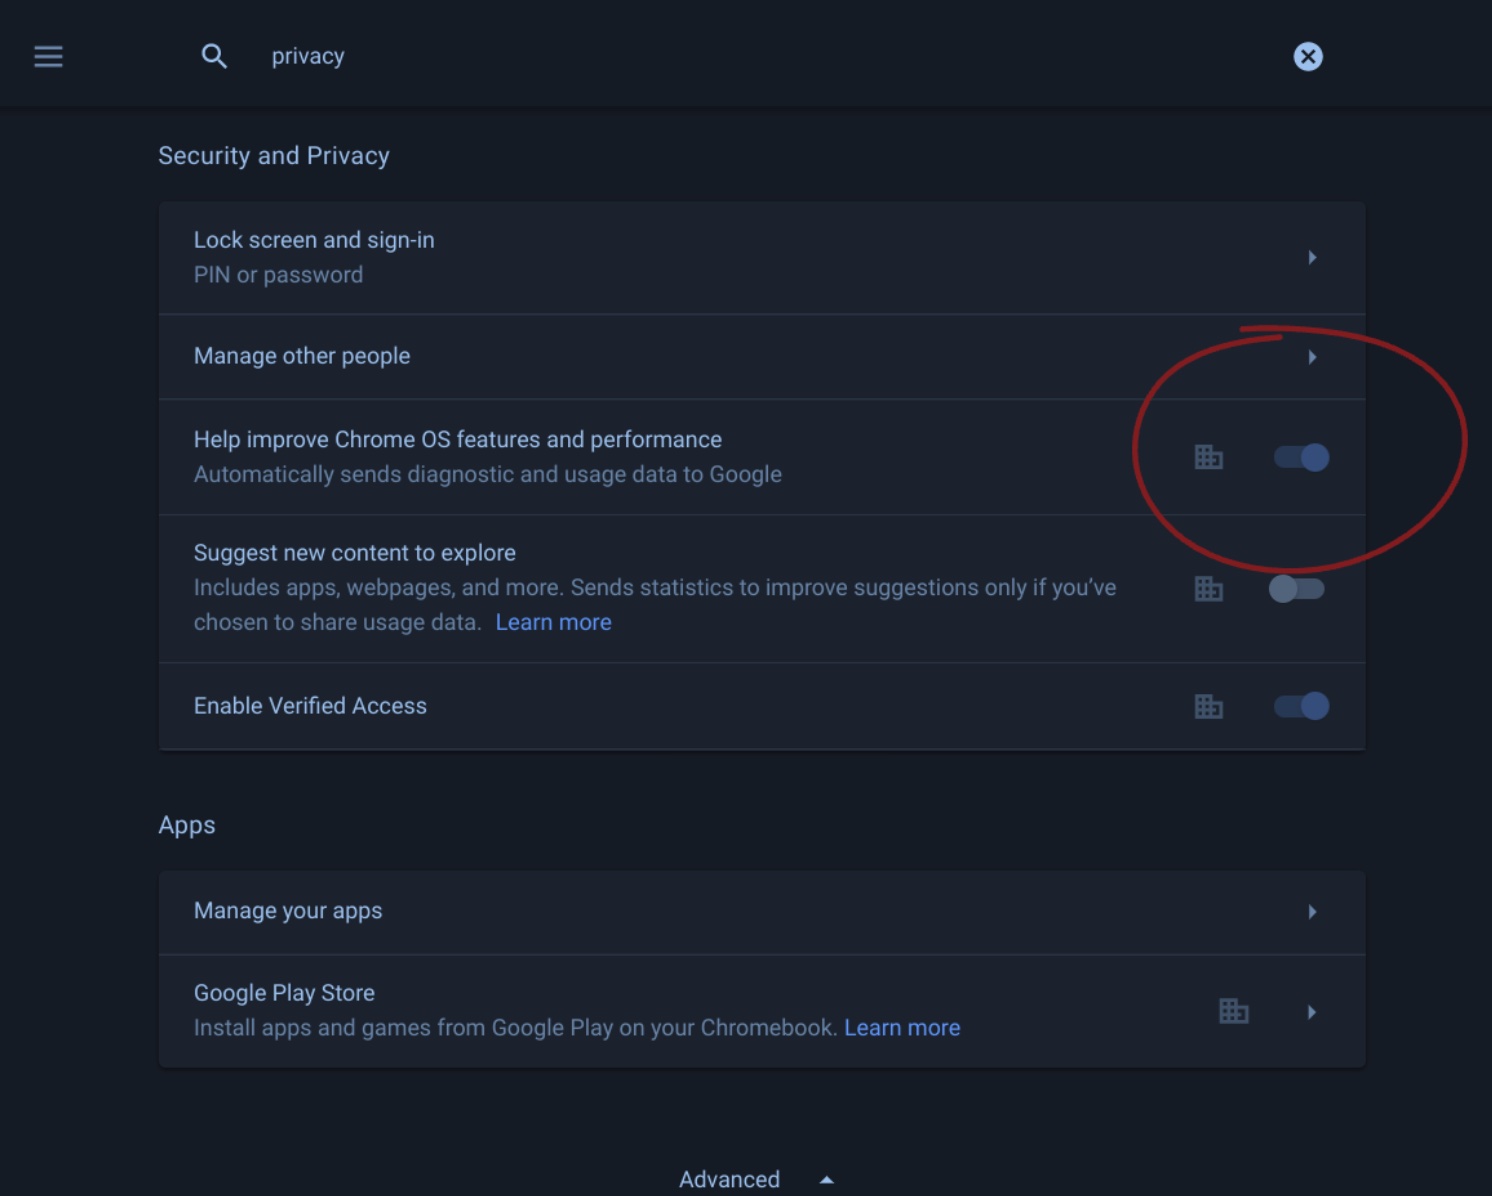 privacy
Security and Privacy
Lock screen and sign-in
PIN or password
Manage other people
Help improve Chrome OS features and performance
Automatically sends diagnostic and usage data to Google
Suggest new content to explore
Includes apps, webpages, and more. Sends statistics to improve suggestions only if you’ve
chosen to share usage data. Learn more
Enable Verified Access
Apps
Manage your apps
Google Play Store
Install apps and games from Google Play on your Chromebook. Learn more
Advanced